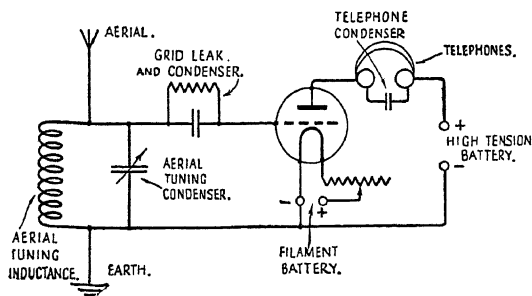 AERIAL.
GRID LEAK
AND CONDENSER.
TELEPHONE
CONDENSER
TELEPHONES.
+
HIGH TENSION
BATTERY.
-
AERIAL
TUNING
CONDENSER.
- +
AERIAL
TUNING
INDUCTANCE.
EARTH.
FILAMENT
BATTERY.